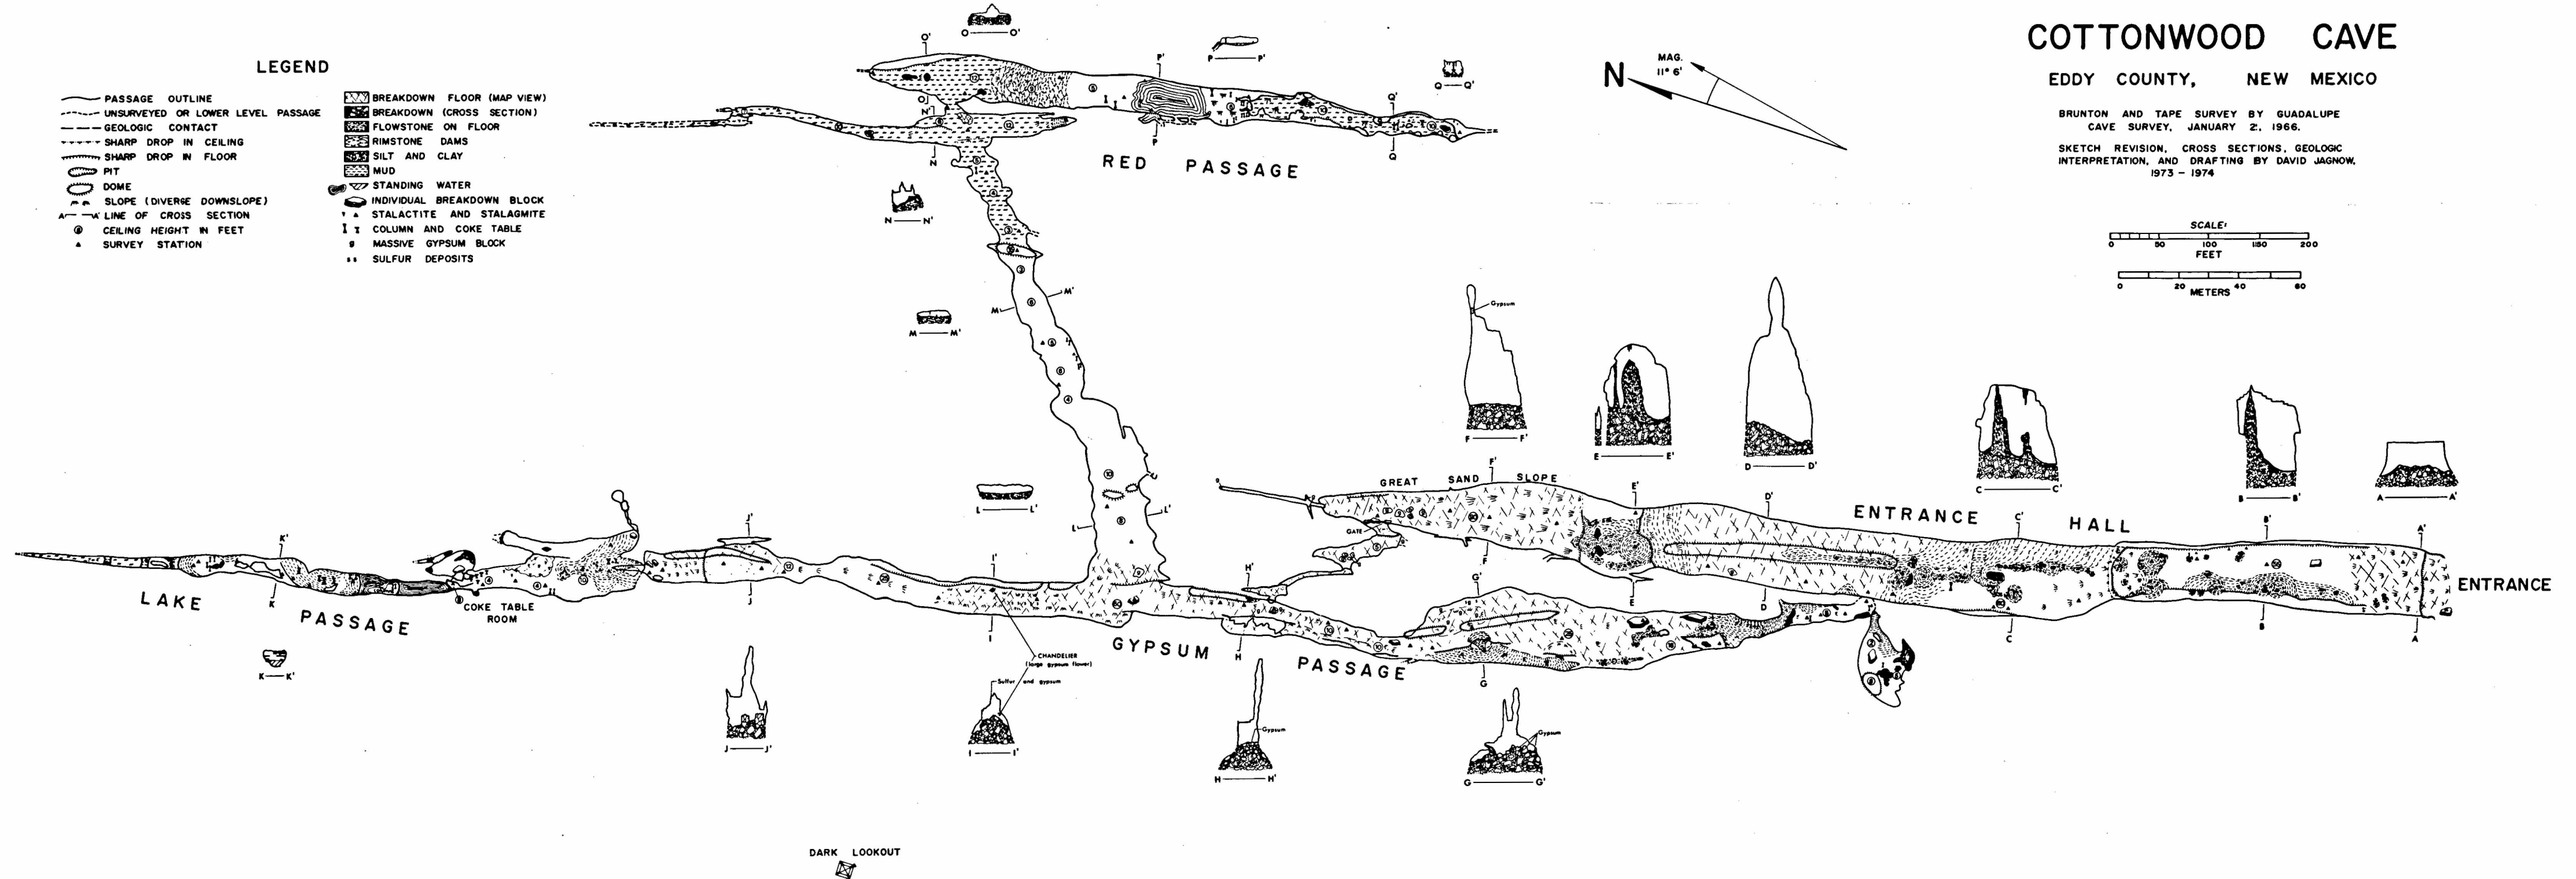 COTTONWOOD CAVE
EDDY COUNTY, NEW MEXICO
BRUNTON AND TAPE SURVEY BY GUADALUPE
CAVE SURVEY, JANUARY 2, 1966.
SKETCH REVISION, CROSS SECTIONS, GEOLOGIC
INTERPRETATION, AND DRAFTING BY DAVID JAGNOW,
1973 - 1974
SCALE:
0 50 100 150 200
FEET
0 20 40 60
METERS
N
MAG.
11° 6'
LEGEND
PASSAGE OUTLINE
UNSURVEYED OR LOWER LEVEL PASSAGE
GEOLOGIC CONTACT
SHARP DROP IN CEILING
SHARP DROP IN FLOOR
PIT
DOME
SLOPE (DIVERGE DOWNSLOPE)
A A' LINE OF CROSS SECTION
CEILING HEIGHT IN FEET
SURVEY STATION
BREAKDOWN FLOOR (MAP VIEW)
BREAKDOWN (CROSS SECTION)
FLOWSTONE ON FLOOR
RIMSTONE DAMS
SILT AND CLAY
MUD
STANDING WATER
INDIVIDUAL BREAKDOWN BLOCK
STALACTITE AND STALAGMITE
COLUMN AND COKE TABLE
MASSIVE GYPSUM BLOCK
SULFUR DEPOSITS
O O'
P P'
Q Q'
O'
P'
Q'
O
N'
N
P
Q
RED PASSAGE
N N'
M'
M
M M'
Gypsum
F F'
E E'
D D'
C C'
B B'
A A'
L L'
L
L'
GREAT SAND SLOPE
F'
E'
D'
C'
B'
A'
ENTRANCE HALL
GATE
F
E
D
C
B
A
ENTRANCE
K'
K
J'
J
I'
I
H'
H
G'
G
LAKE PASSAGE
COKE TABLE
ROOM
GYPSUM PASSAGE
CHANDELIER
(large gypsum flower)
Sulfur and gypsum
K K'
J J'
I I'
Gypsum
H H'
Gypsum
G G'
DARK LOOKOUT